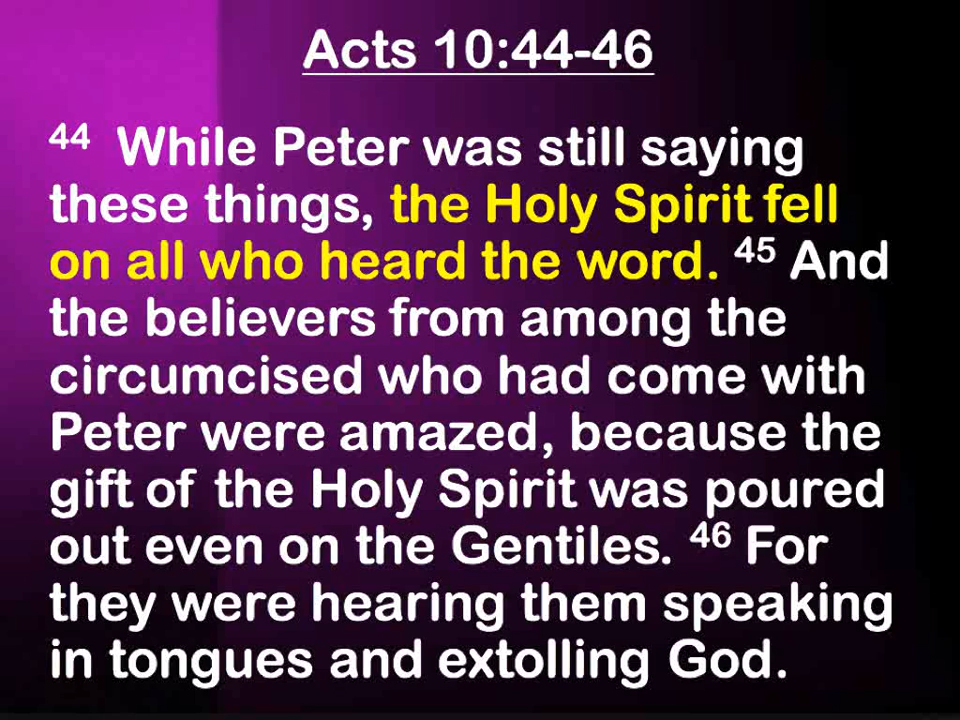 Acts 10:44-46
44 While Peter was still saying
these things, the Holy Spirit fell
on all who heard the word. 45 And
the believers from among the
circumcised who had come with
Peter were amazed, because the
gift of the Holy Spirit was poured
out even on the Gentiles. 46 For
they were hearing them speaking
in tongues and extolling God.